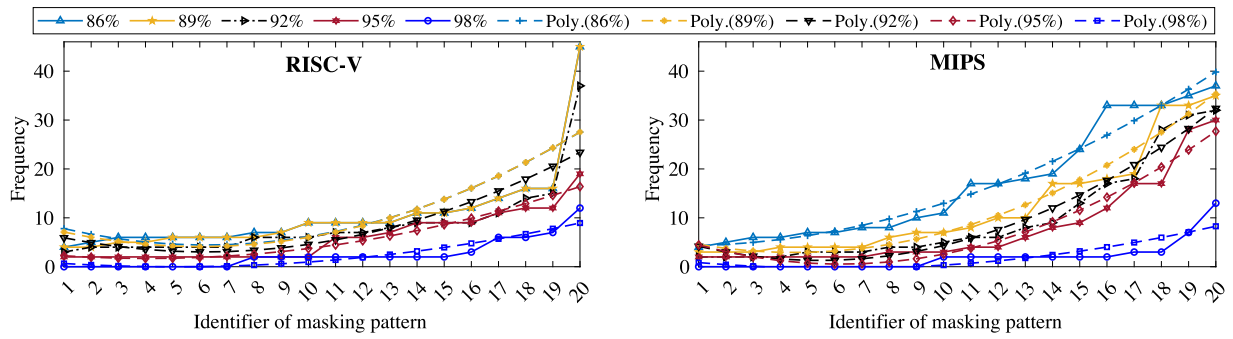 86% 89% 92% 95% 98% Poly.(86%) Poly.(89%) Poly.(92%) Poly.(95%) Poly.(98%)
RISC-V
Frequency
40
30
20
10
0
1 2 3 4 5 6 7 8 9 10 11 12 13 14 15 16 17 18 19 20
Identifier of masking pattern
MIPS
Frequency
40
30
20
10
0
1 2 3 4 5 6 7 8 9 10 11 12 13 14 15 16 17 18 19 20
Identifier of masking pattern